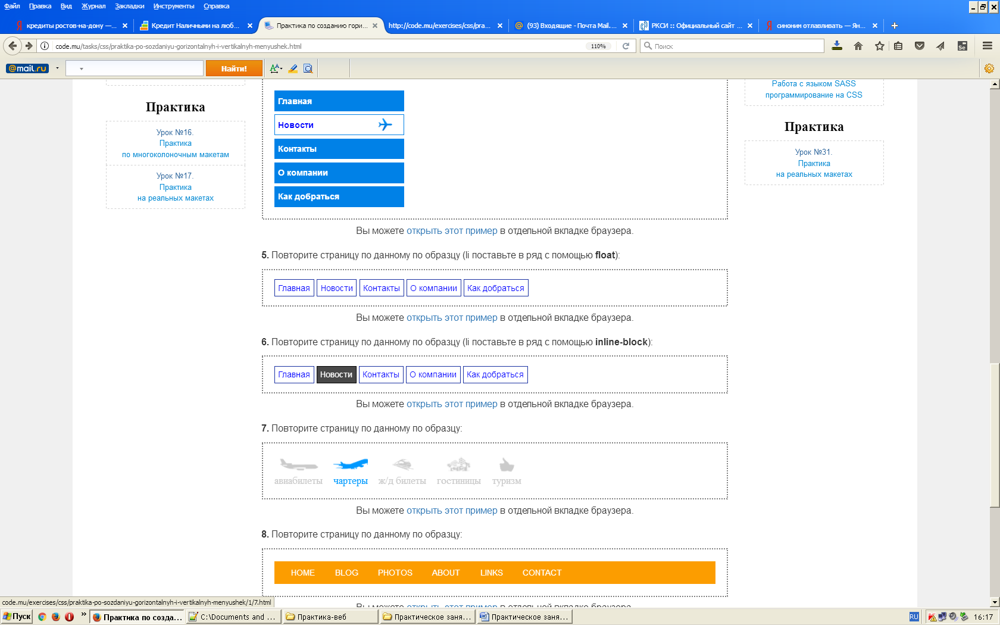 Файл Правка Вид Журнал Закладки Инструменты Справка
кредиты ростов-на-дону —... Кредит Наличными на люб... Практика по созданию гори... http://code.mu/exercises/css/pra... (93) Входящие - Почта Mail.... РКСИ :: Официальный сайт ... синоним отлавливать — Ян...
code.mu/tasks/css/praktika-po-sozdaniyu-gorizontalnyh-i-vertikalnyh-menyushek.html 110% Поиск
@mail.ru Найти!
Практика
Урок №16.
Практика
по многоколоночным макетам
Урок №17.
Практика
на реальных макетах
Главная
Новости
Контакты
О компании
Как добраться
Вы можете открыть этот пример в отдельной вкладке браузера.
5. Повторите страницу по данному по образцу (li поставьте в ряд с помощью float):
Главная Новости Контакты О компании Как добраться
Вы можете открыть этот пример в отдельной вкладке браузера.
6. Повторите страницу по данному по образцу (li поставьте в ряд с помощью inline-block):
Главная Новости Контакты О компании Как добраться
Вы можете открыть этот пример в отдельной вкладке браузера.
7. Повторите страницу по данному по образцу:
авиабилеты чартеры ж/д билеты гостиницы туризм
Вы можете открыть этот пример в отдельной вкладке браузера.
8. Повторите страницу по данному по образцу:
HOME BLOG PHOTOS ABOUT LINKS CONTACT
Вы можете открыть этот пример в отдельной вкладке браузера.
Работа с языком SASS
программирование на CSS
Практика
Урок №31.
Практика
на реальных макетах
code.mu/exercises/css/praktika-po-sozdaniyu-gorizontalnyh-i-vertikalnyh-menyushek/1/7.html
Пуск » Практика по созда... C:\Documents and ... Практика-веб Практическое заня... Практическое заня... RU 16:17